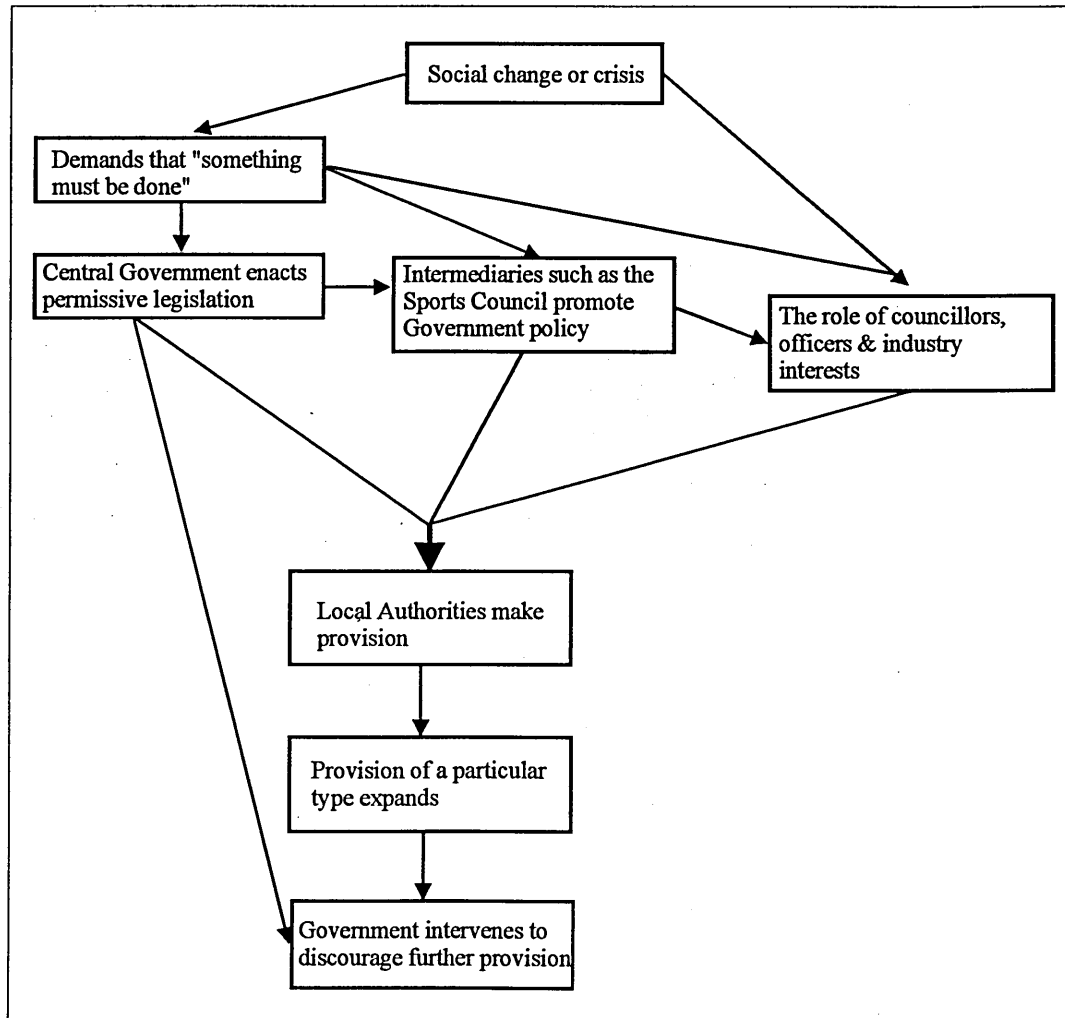 Social change or crisis
Demands that "something
must be done"
Central Government enacts
permissive legislation
Intermediaries such as the
Sports Council promote
Government policy
The role of councillors,
officers & industry
interests
Local Authorities make
provision
Provision of a particular
type expands
Government intervenes to
discourage further provision